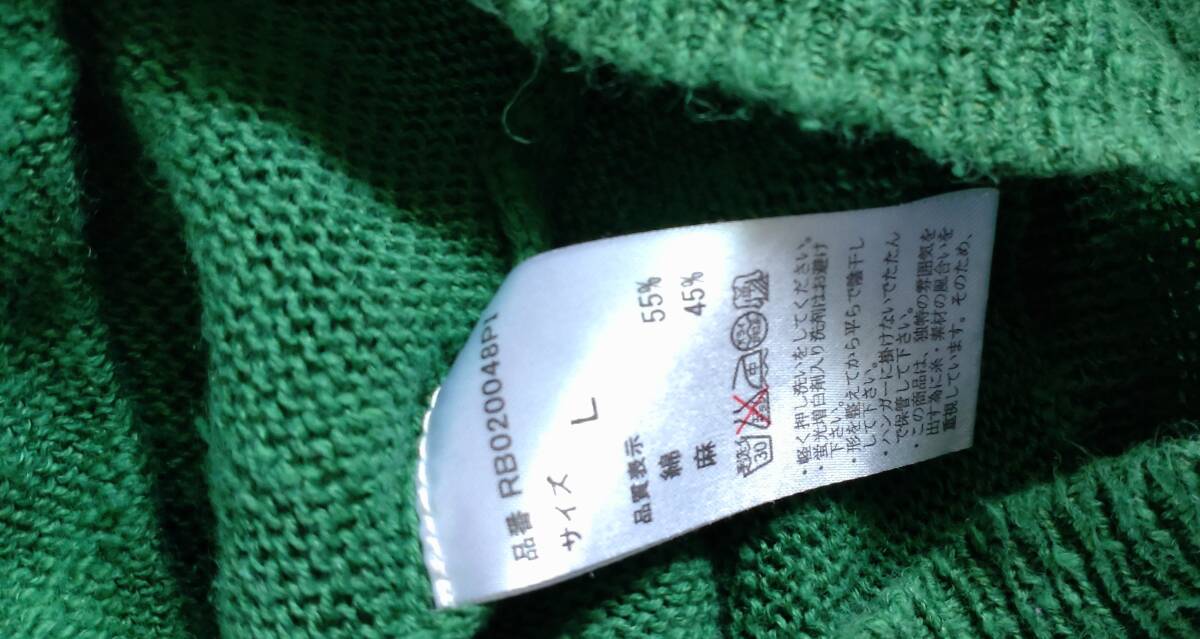 品番 RB020048PI
サイズ L
品質表示
綿 55%
麻 45%
30
・軽く押し洗いをしてください。
・蛍光増白剤入り洗剤はお避け
下さい。
・形を整えてから平らで陰干し
して下さい。
・ハンガーに掛けないでたたん
で保管して下さい。
・この商品は、独特の雰囲気を
出す為に糸・素材の風合いを
重視しています。そのため、